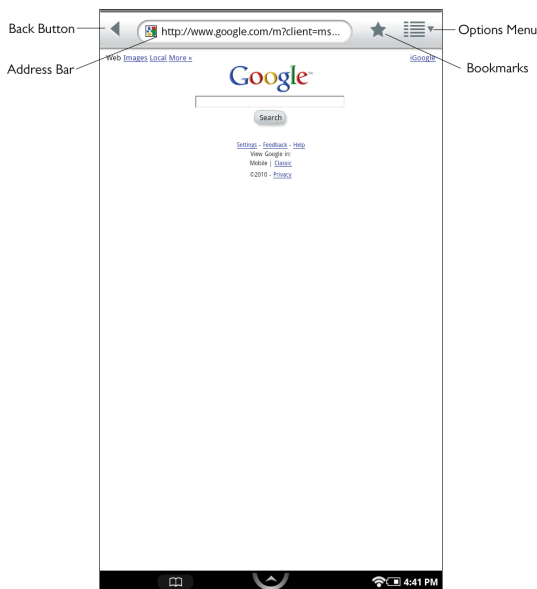 Back Button
http://www.google.com/m?client=ms...
Options Menu
Address Bar
Bookmarks
Web Images Local More »
iGoogle
Google™
Search
Settings - Feedback - Help
View Google in:
Mobile | Classic
©2010 - Privacy
4:41 PM